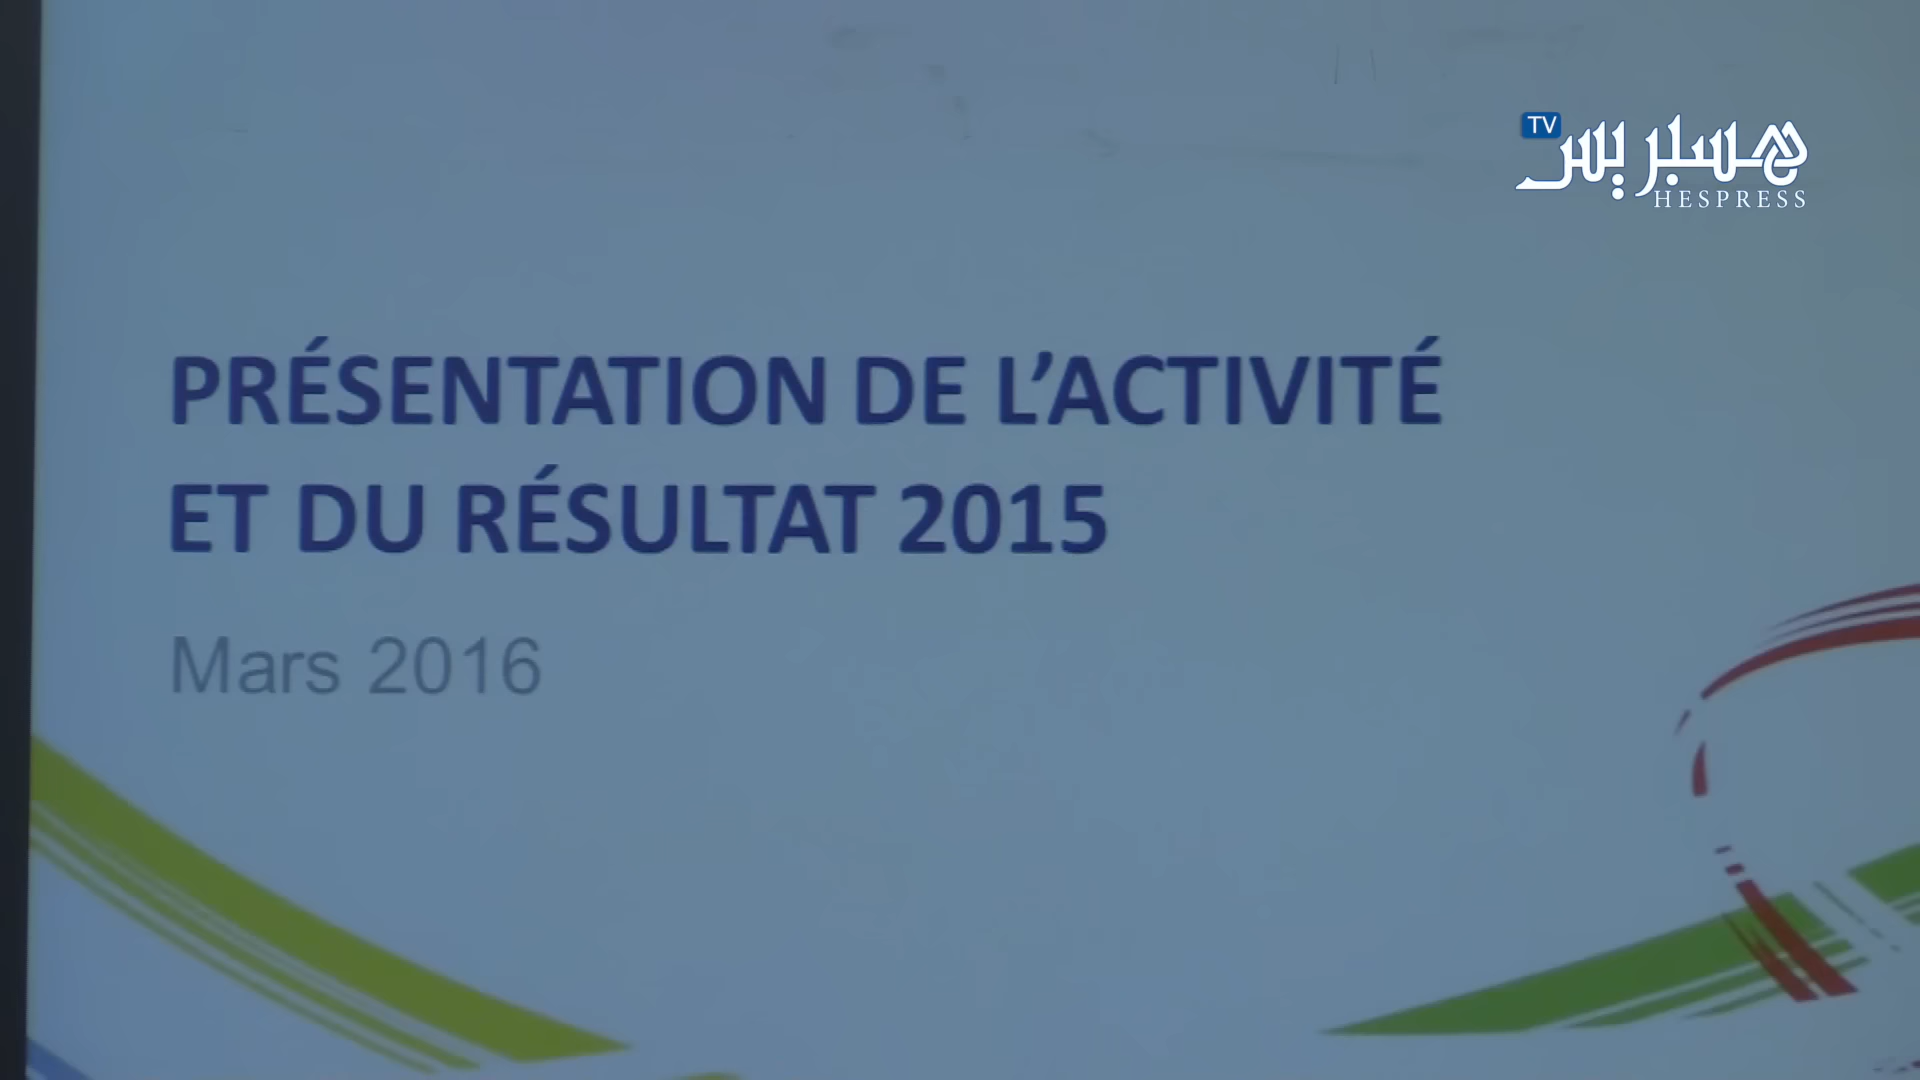 TV
هسبريس
HESPRESS
PRÉSENTATION DE L’ACTIVITÉ
ET DU RÉSULTAT 2015
Mars 2016